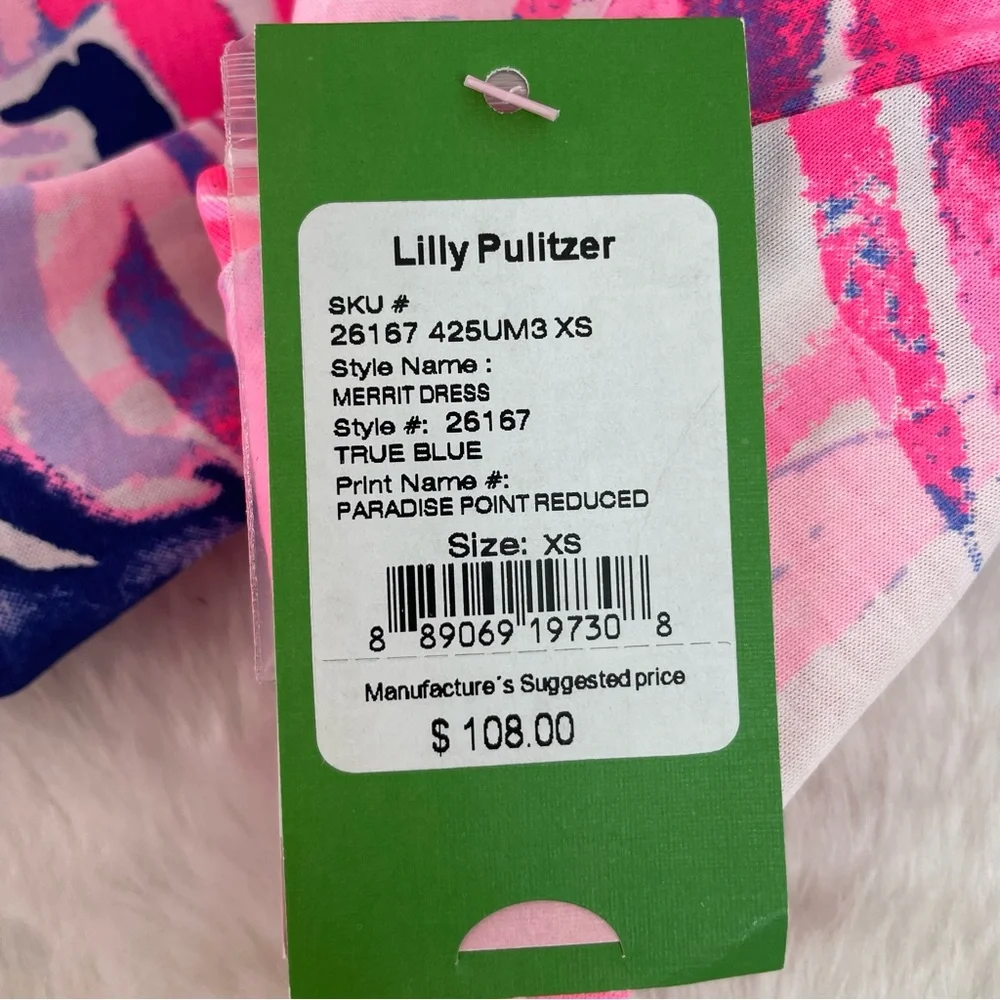 Lilly Pulitzer
SKU #
26167 425UM3 XS
Style Name :
MERRIT DRESS
Style #: 26167
TRUE BLUE
Print Name #:
PARADISE POINT REDUCED
Size: XS
8 89069 19730 8
Manufacture's Suggested price
$ 108.00